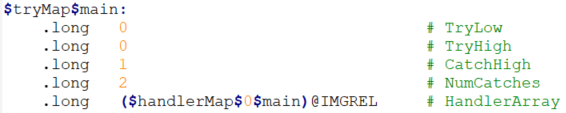 $tryMap$main:
.long 0 # TryLow
.long 0 # TryHigh
.long 1 # CatchHigh
.long 2 # NumCatches
.long ($handlerMap$0$main)@IMGREL # HandlerArray